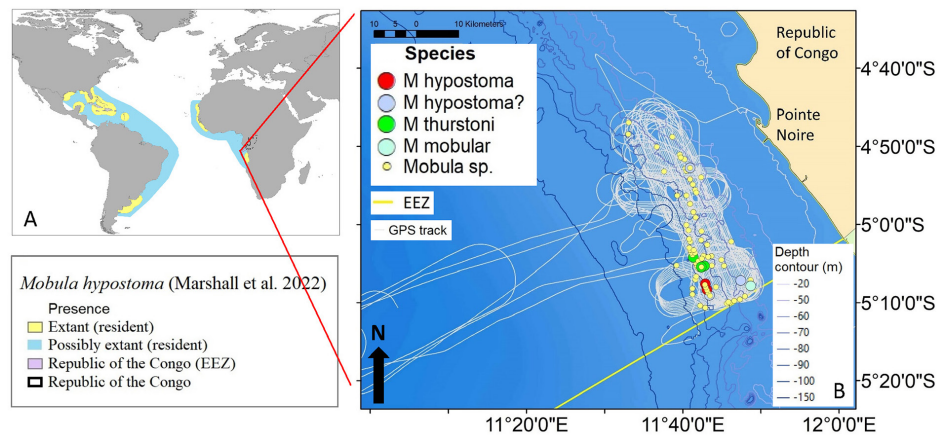 A
Mobula hypostoma (Marshall et al. 2022)
Presence
Extant (resident)
Possibly extant (resident)
Republic of the Congo (EEZ)
Republic of the Congo
10 5 0 10 Kilometers
Species
M hypostoma
M hypostoma?
M thurstoni
M mobular
Mobula sp.
EEZ
GPS track
N
Republic
of Congo
Pointe
Noire
Depth
contour (m)
-20
-50
-60
-70
-80
-90
-100
-150
B
4°40'0"S
4°50'0"S
5°0'0"S
5°10'0"S
5°20'0"S
11°20'0"E
11°40'0"E
12°0'0"E